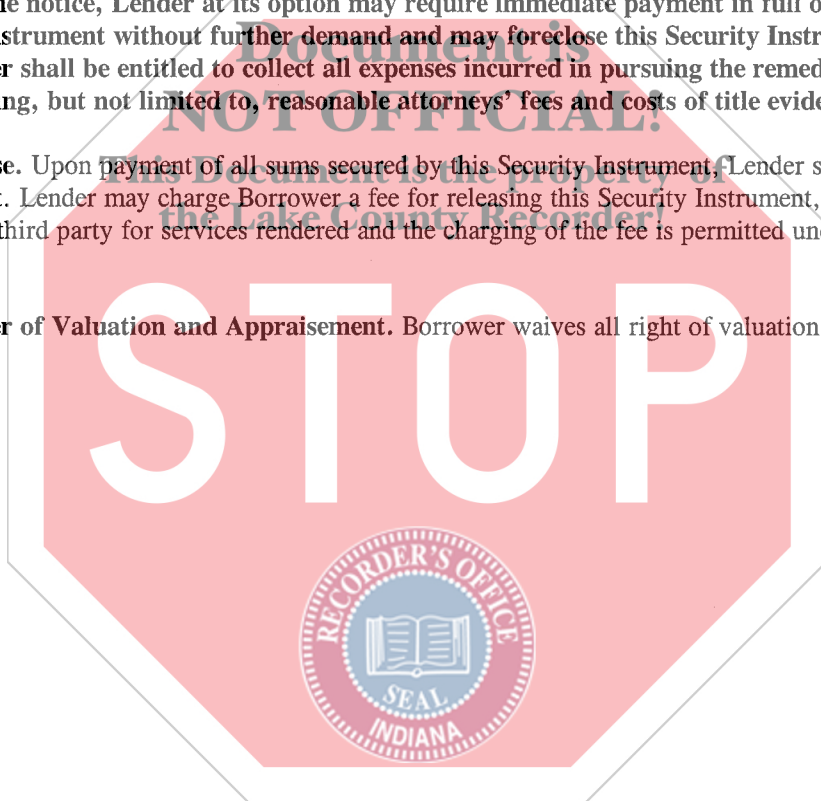 e notice, Lender at its option may require immediate payment in full o
strument without further demand and may foreclose this Security Instr
r shall be entitled to collect all expenses incurred in pursuing the remed
ng, but not limited to, reasonable attorneys' fees and costs of title evide
Document is
NOT OFFICIAL!
This Document is the property of
the Lake County Recorder!
se. Upon payment of all sums secured by this Security Instrument, Lender s
t. Lender may charge Borrower a fee for releasing this Security Instrument,
third party for services rendered and the charging of the fee is permitted un
r of Valuation and Appraisement. Borrower waives all right of valuation
STOP
RECORDER'S OFFICE
SEAL
INDIANA